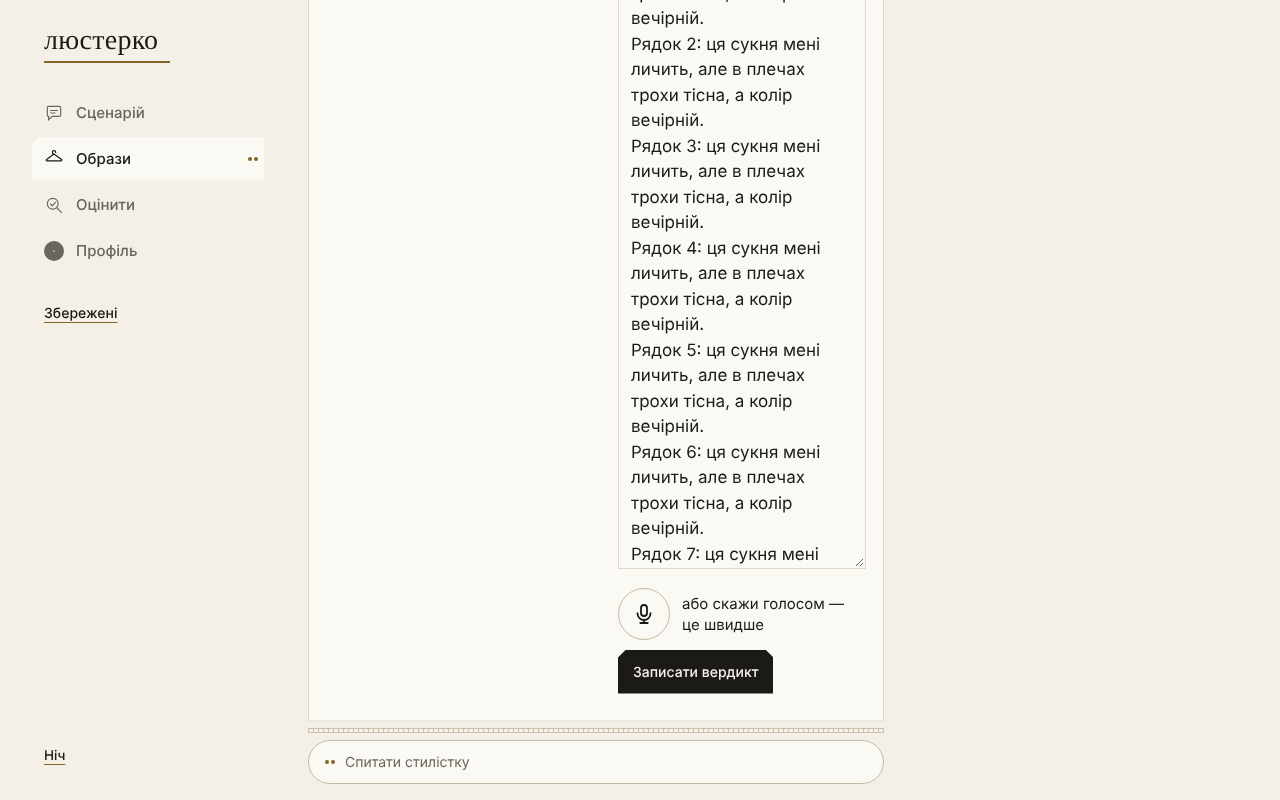 люстерко
Сценарій
Образи
Оцінити
Профіль
Збережені
Ніч
вечірній.
Рядок 2: ця сукня мені
личить, але в плечах
трохи тісна, а колір
вечірній.
Рядок 3: ця сукня мені
личить, але в плечах
трохи тісна, а колір
вечірній.
Рядок 4: ця сукня мені
личить, але в плечах
трохи тісна, а колір
вечірній.
Рядок 5: ця сукня мені
личить, але в плечах
трохи тісна, а колір
вечірній.
Рядок 6: ця сукня мені
личить, але в плечах
трохи тісна, а колір
вечірній.
Рядок 7: ця сукня мені
або скажи голосом —
це швидше
Записати вердикт
Спитати стилістку